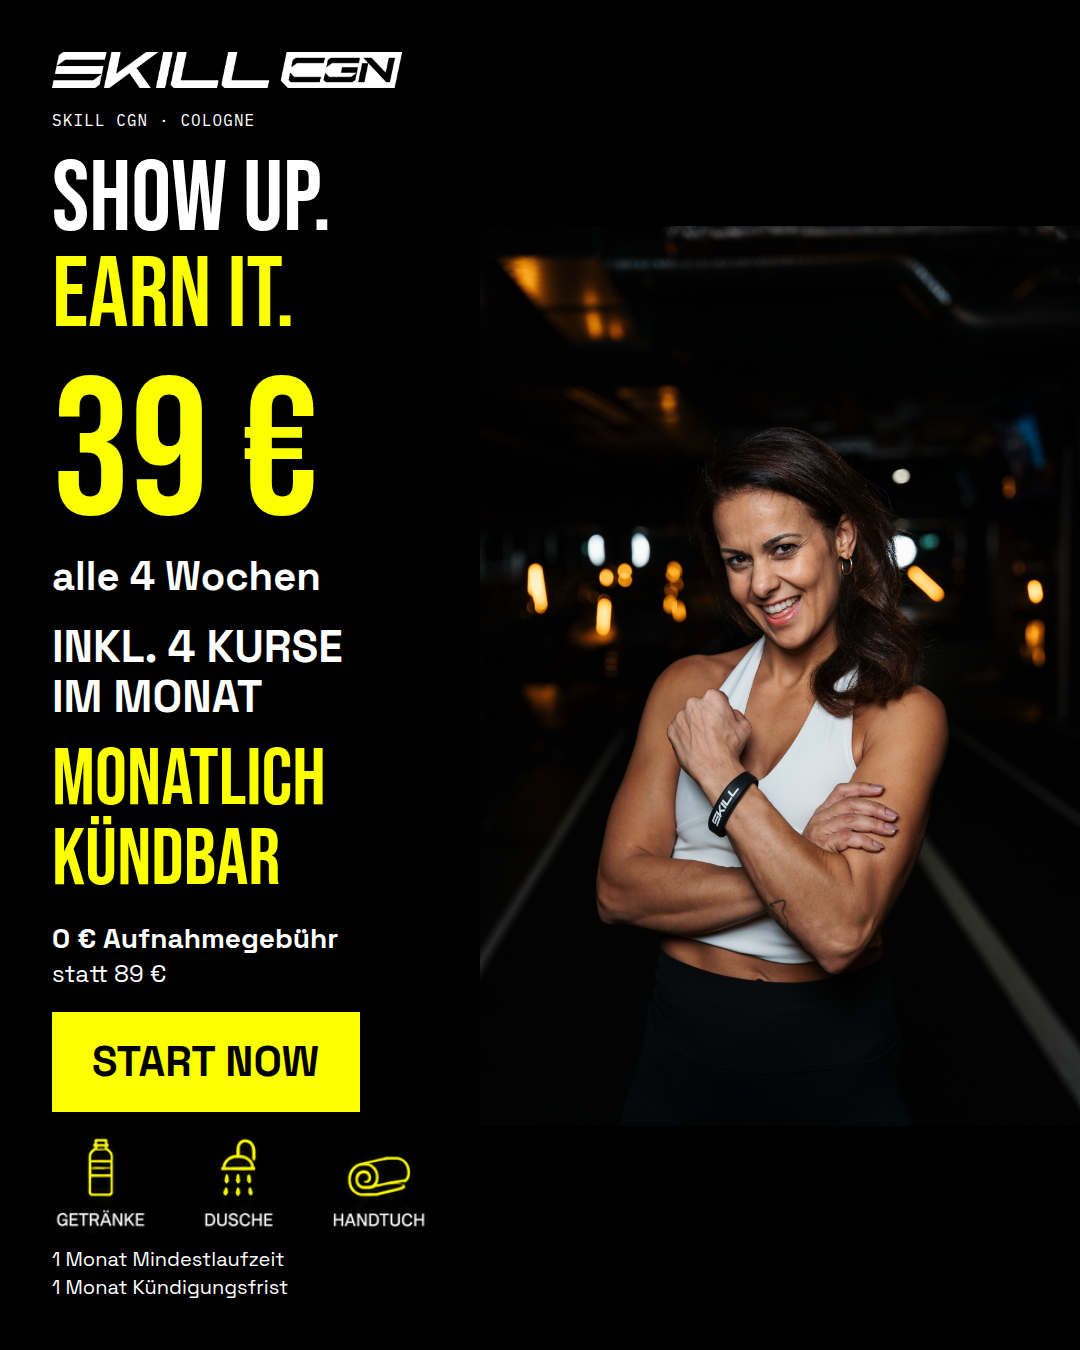 SKILL CGN
SKILL CGN · COLOGNE
SHOW UP.
EARN IT.
39 €
alle 4 Wochen
INKL. 4 KURSE
IM MONAT
MONATLICH
KÜNDBAR
0 € Aufnahmegebühr
statt 89 €
START NOW
GETRÄNKE DUSCHE HANDTUCH
1 Monat Mindestlaufzeit
1 Monat Kündigungsfrist
SKILL